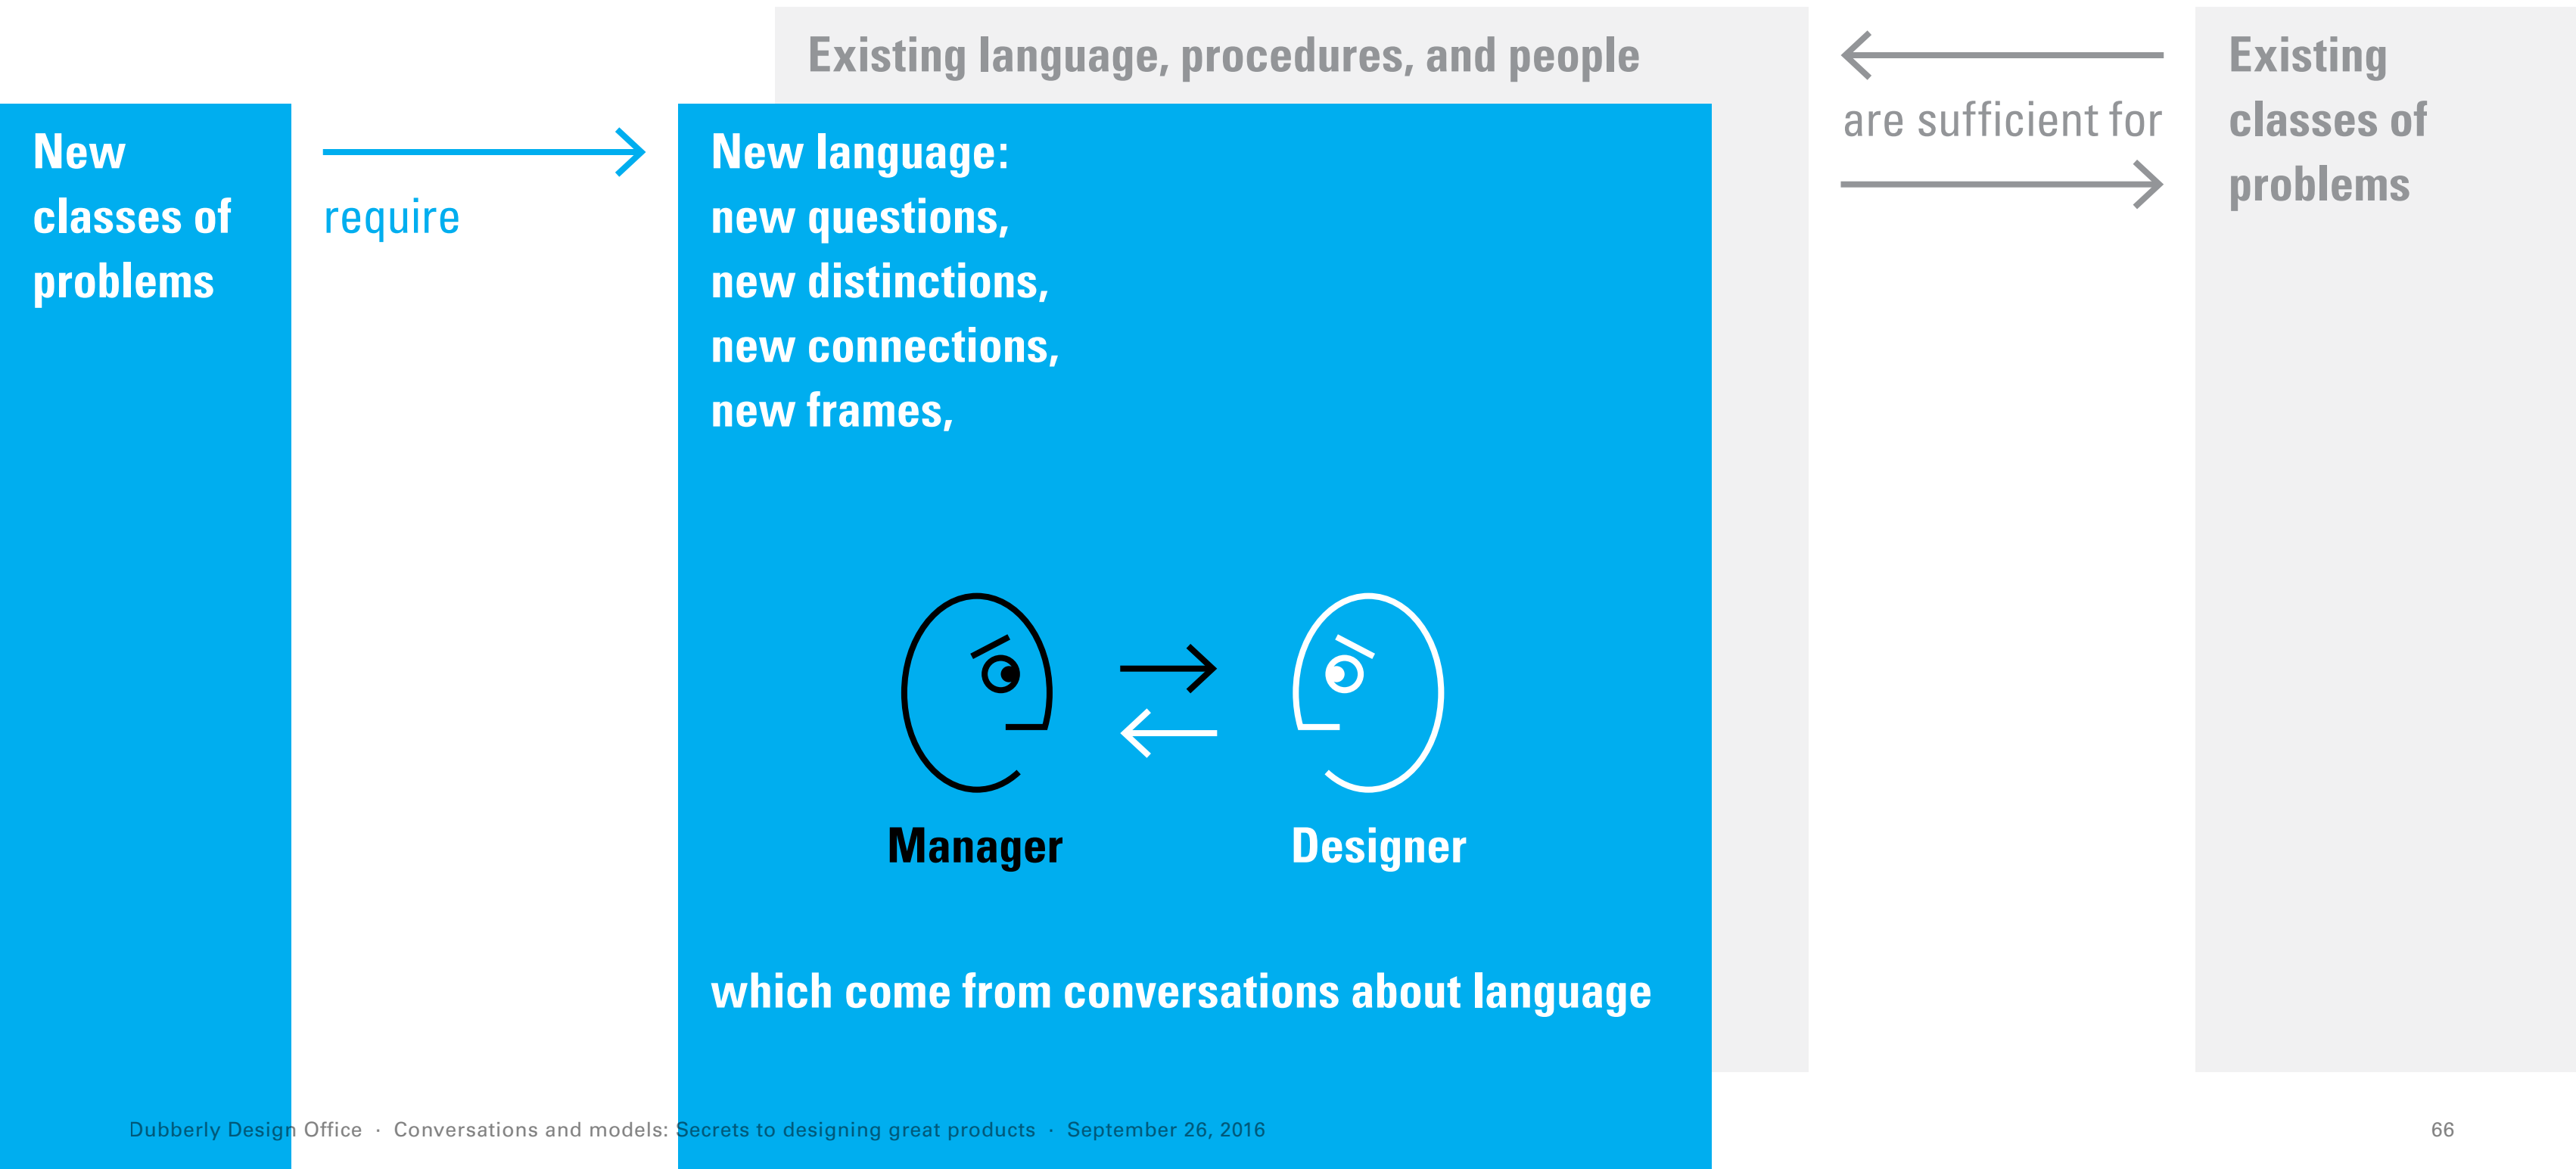 Existing language, procedures, and people
are sufficient for
Existing
classes of
problems
New
classes of
problems
require
New language:
new questions,
new distinctions,
new connections,
new frames,
Manager
Designer
which come from conversations about language
Dubberly Design Office · Conversations and models: Secrets to designing great products · September 26, 2016
66